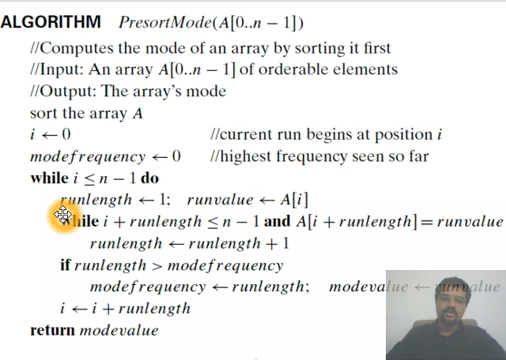 ALGORITHM PresortMode(A[0..n − 1])
//Computes the mode of an array by sorting it first
//Input: An array A[0..n − 1] of orderable elements
//Output: The array's mode
sort the array A
i ← 0 //current run begins at position i
modefrequency ← 0 //highest frequency seen so far
while i ≤ n − 1 do
runlength ← 1; runvalue ← A[i]
while i + runlength ≤ n − 1 and A[i + runlength] = runvalue
runlength ← runlength + 1
if runlength > modefrequency
modefrequency ← runlength; modevalue ← runvalue
i ← i + runlength
return modevalue